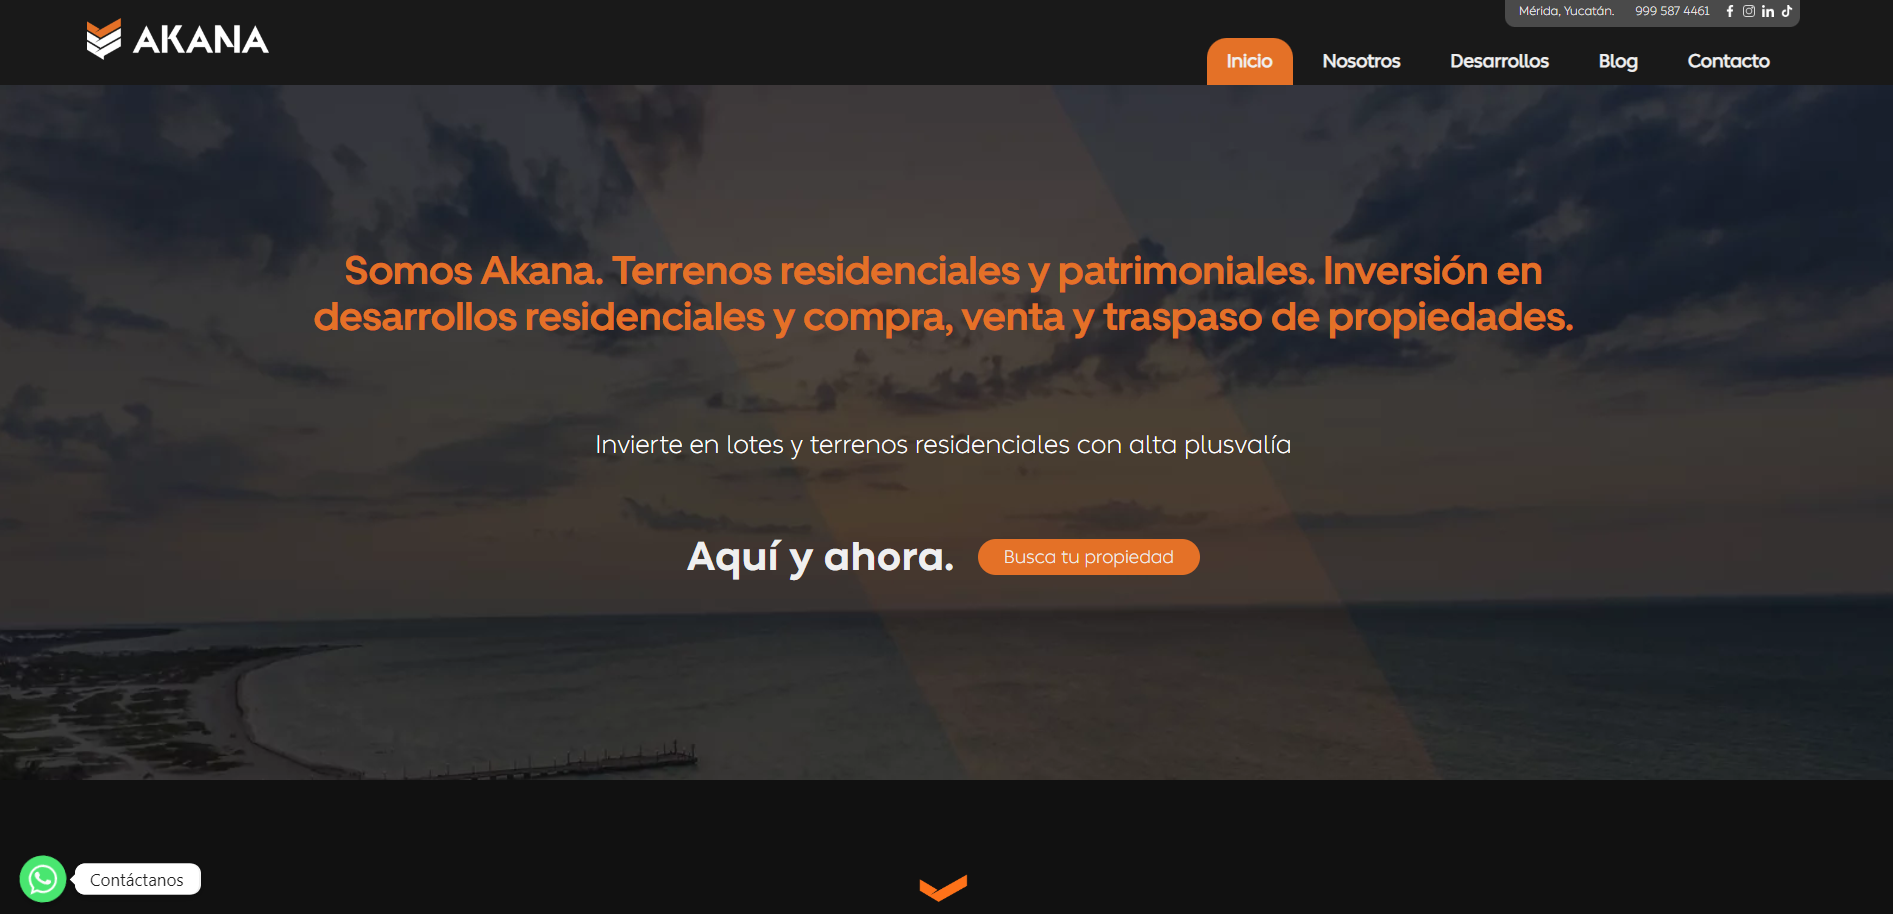 Mérida, Yucatán. 999 587 4461
AKANA
Inicio Nosotros Desarrollos Blog Contacto
Somos Akana. Terrenos residenciales y patrimoniales. Inversión en
desarrollos residenciales y compra, venta y traspaso de propiedades.
Invierte en lotes y terrenos residenciales con alta plusvalía
Aquí y ahora. Busca tu propiedad
Contáctanos